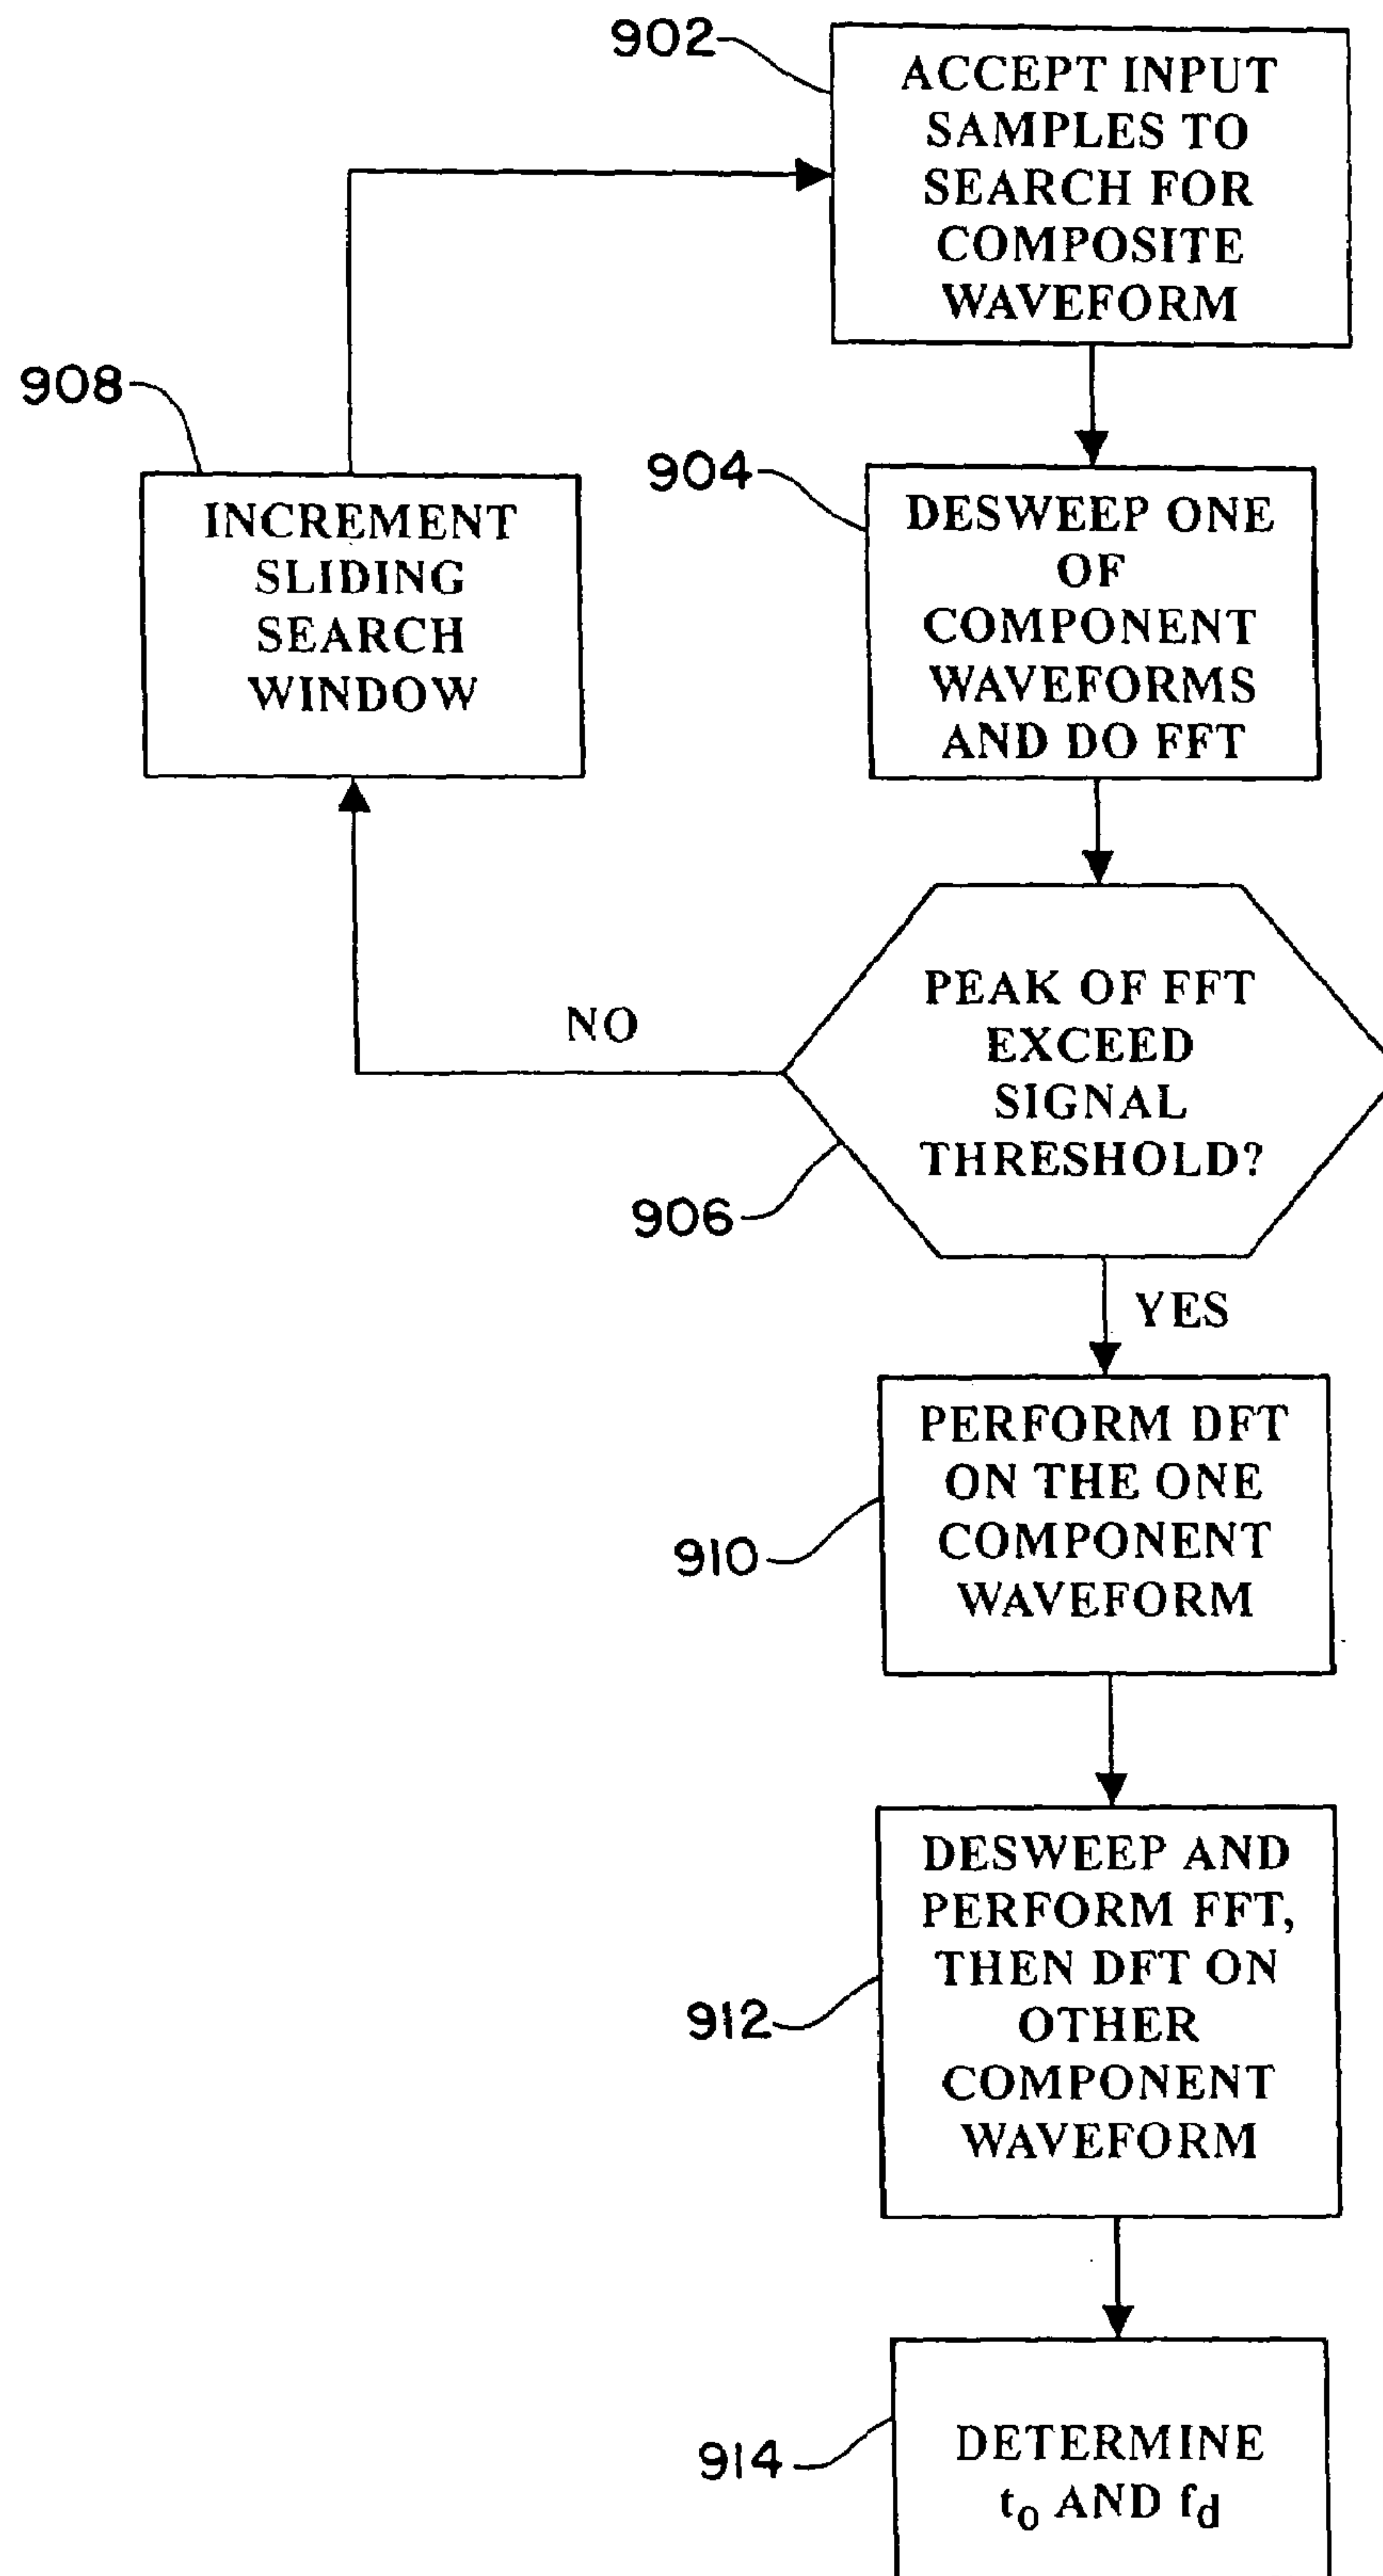 902
ACCEPT INPUT
SAMPLES TO
SEARCH FOR
COMPOSITE
WAVEFORM
908
INCREMENT
SLIDING
SEARCH
WINDOW
904
DESWEEP ONE
OF
COMPONENT
WAVEFORMS
AND DO FFT
NO
PEAK OF FFT
EXCEED
SIGNAL
THRESHOLD?
906
YES
PERFORM DFT
ON THE ONE
COMPONENT
WAVEFORM
910
DESWEEP AND
PERFORM FFT,
THEN DFT ON
OTHER
COMPONENT
WAVEFORM
912
DETERMINE
t₀ AND f_d
914